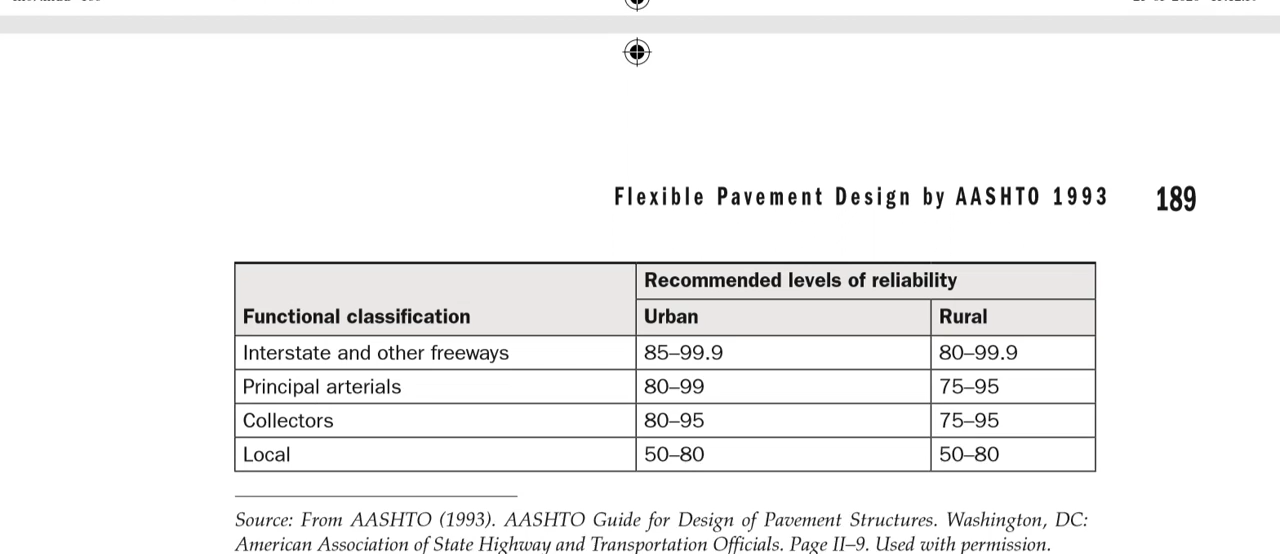 Flexible Pavement Design by AASHTO 1993 189
Recommended levels of reliability
Functional classification Urban Rural
Interstate and other freeways 85–99.9 80–99.9
Principal arterials 80–99 75–95
Collectors 80–95 75–95
Local 50–80 50–80
Source: From AASHTO (1993). AASHTO Guide for Design of Pavement Structures. Washington, DC:
American Association of State Highway and Transportation Officials. Page II–9. Used with permission.